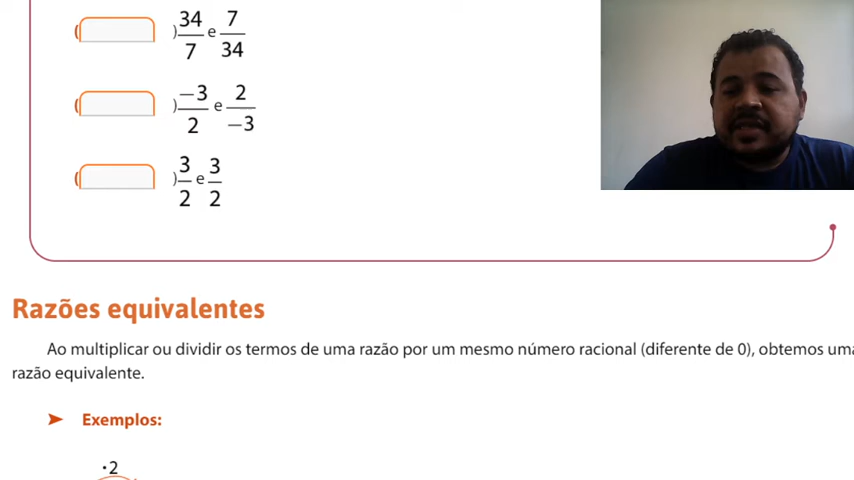 ( ) 34/7 e 7/34
( ) −3/2 e 2/−3
( ) 3/2 e 3/2
Razões equivalentes
Ao multiplicar ou dividir os termos de uma razão por um mesmo número racional (diferente de 0), obtemos uma
razão equivalente.
➤ Exemplos:
·2